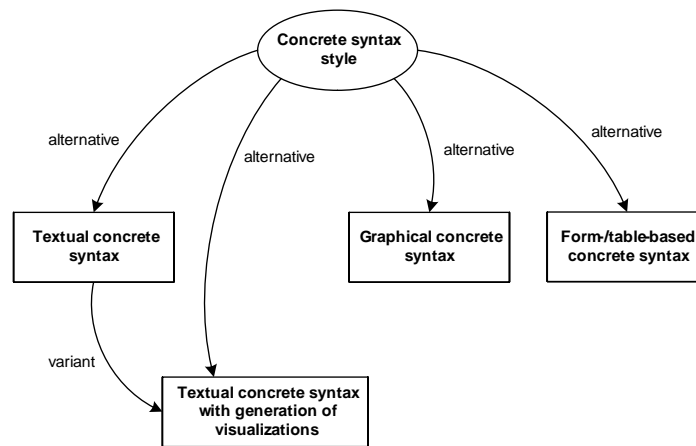 Concrete syntax
style
alternative
alternative
alternative
alternative
Textual concrete
syntax
Graphical concrete
syntax
Form-/table-based
concrete syntax
variant
Textual concrete syntax
with generation of
visualizations